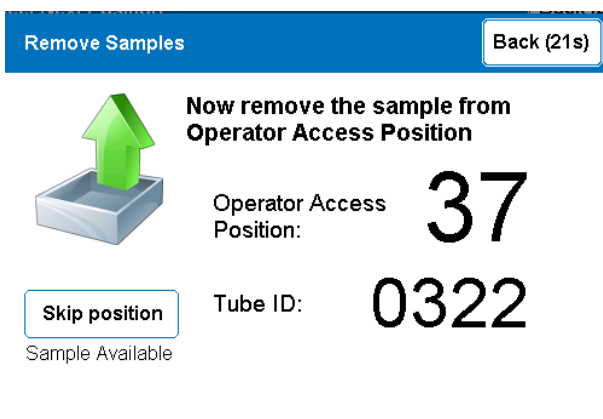 Remove Samples
Back (21s)
Now remove the sample from
Operator Access Position
Operator Access
Position:
37
Tube ID:
0322
Skip position
Sample Available